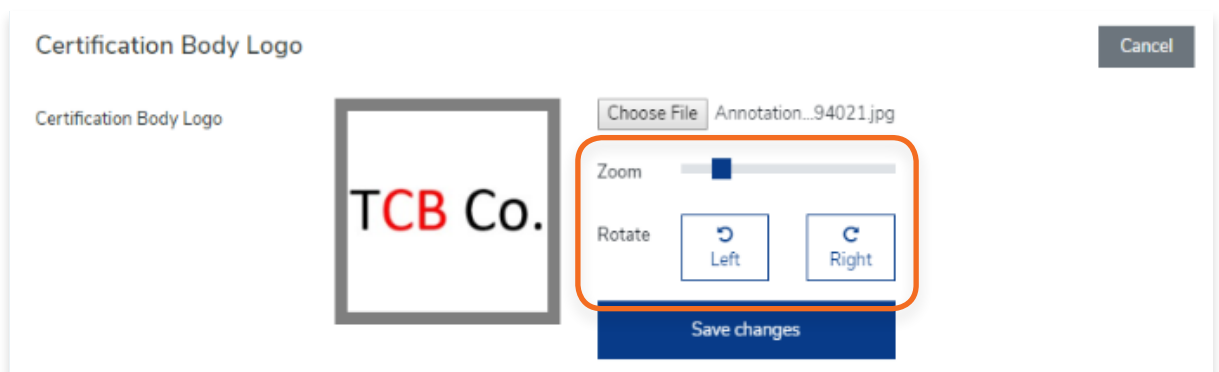 Certification Body Logo
Cancel
Certification Body Logo
TCB Co.
Choose File Annotation...94021.jpg
Zoom
Rotate
Left
Right
Save changes